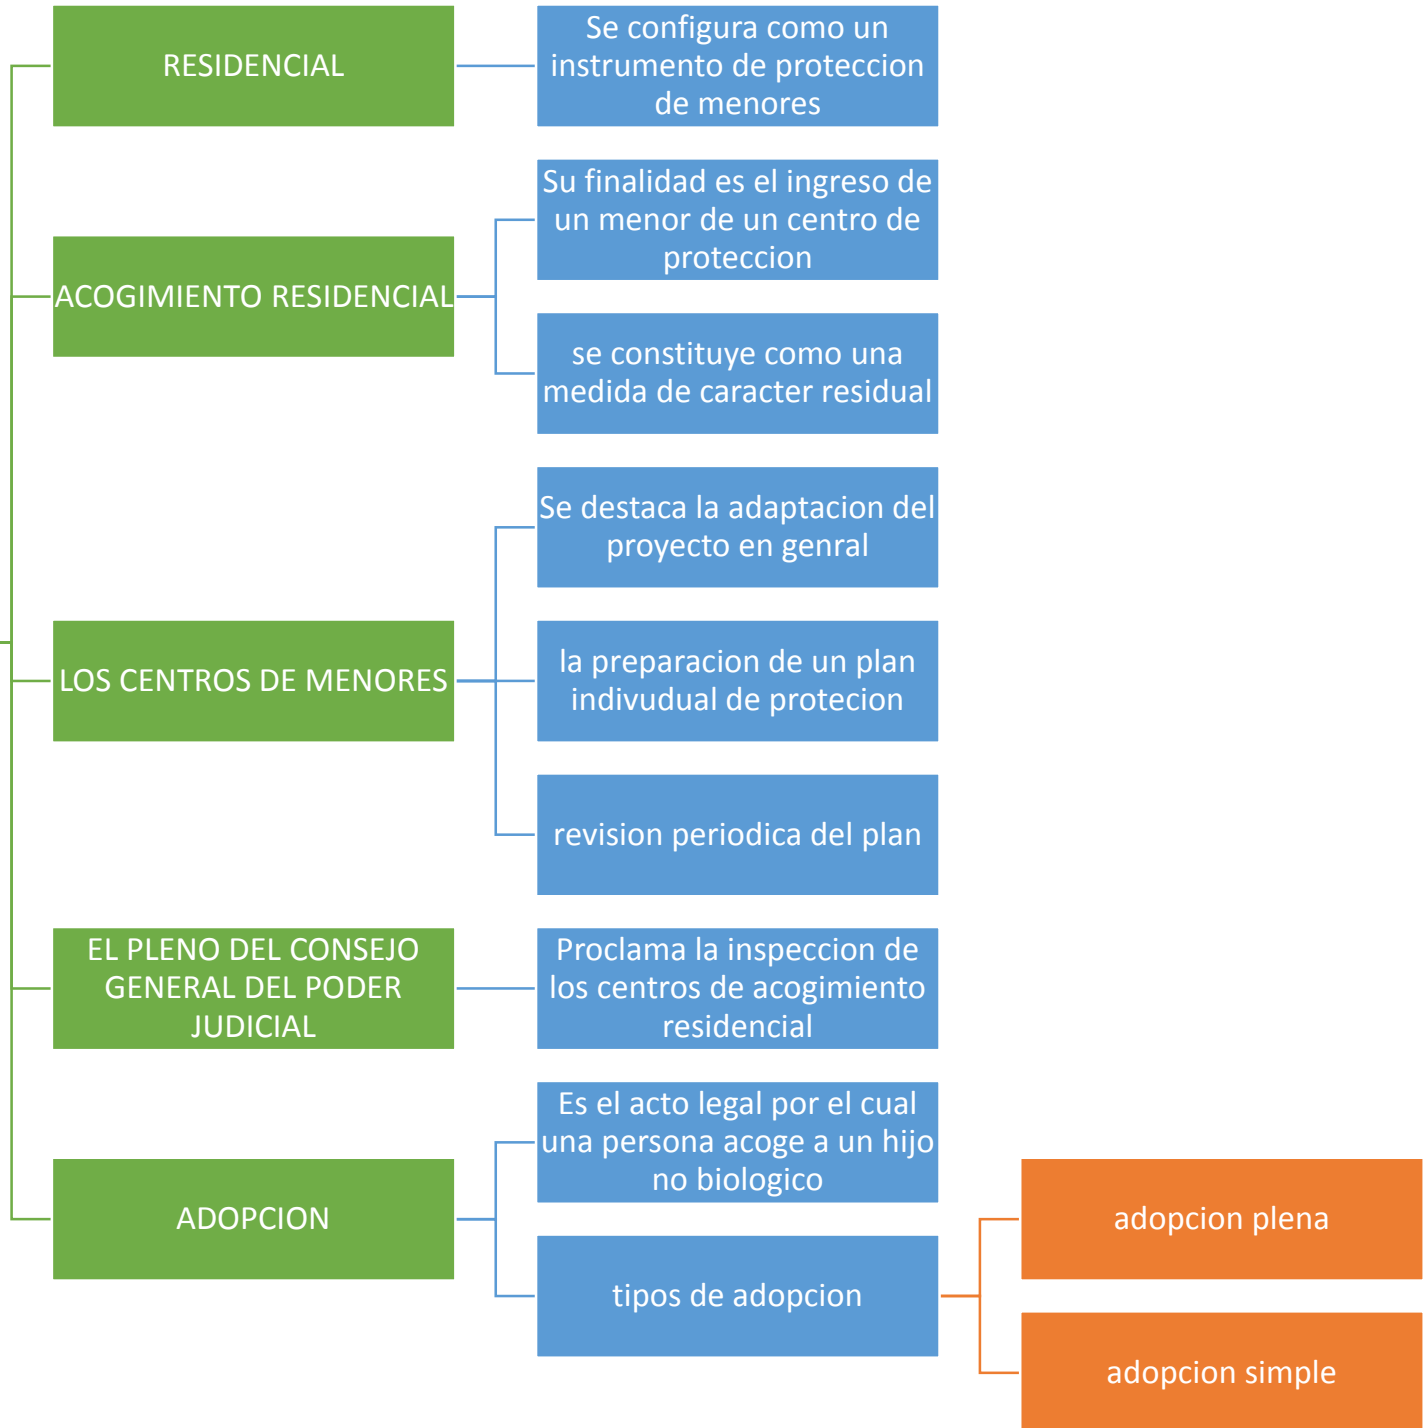 RESIDENCIAL
Se configura como un
instrumento de proteccion
de menores
ACOGIMIENTO RESIDENCIAL
Su finalidad es el ingreso de
un menor de un centro de
proteccion
se constituye como una
medida de caracter residual
LOS CENTROS DE MENORES
Se destaca la adaptacion del
proyecto en genral
la preparacion de un plan
indivudual de protecion
revision periodica del plan
EL PLENO DEL CONSEJO
GENERAL DEL PODER
JUDICIAL
Proclama la inspeccion de
los centros de acogimiento
residencial
ADOPCION
Es el acto legal por el cual
una persona acoge a un hijo
no biologico
tipos de adopcion
adopcion plena
adopcion simple